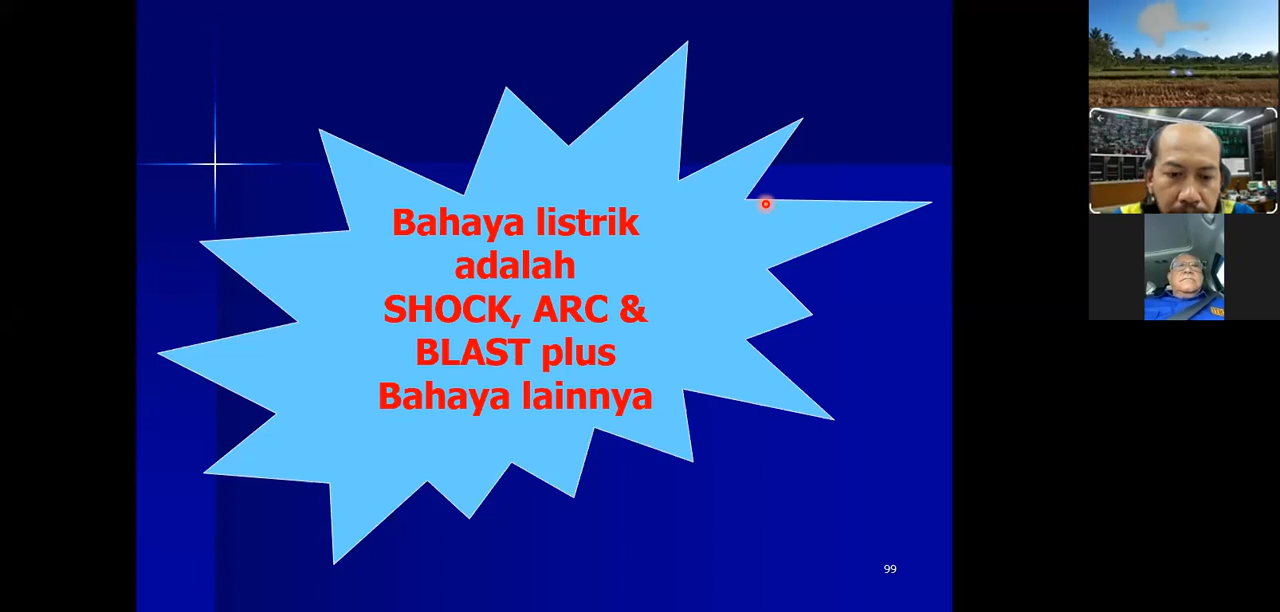 Bahaya listrik
adalah
SHOCK, ARC &
BLAST plus
Bahaya lainnya
99